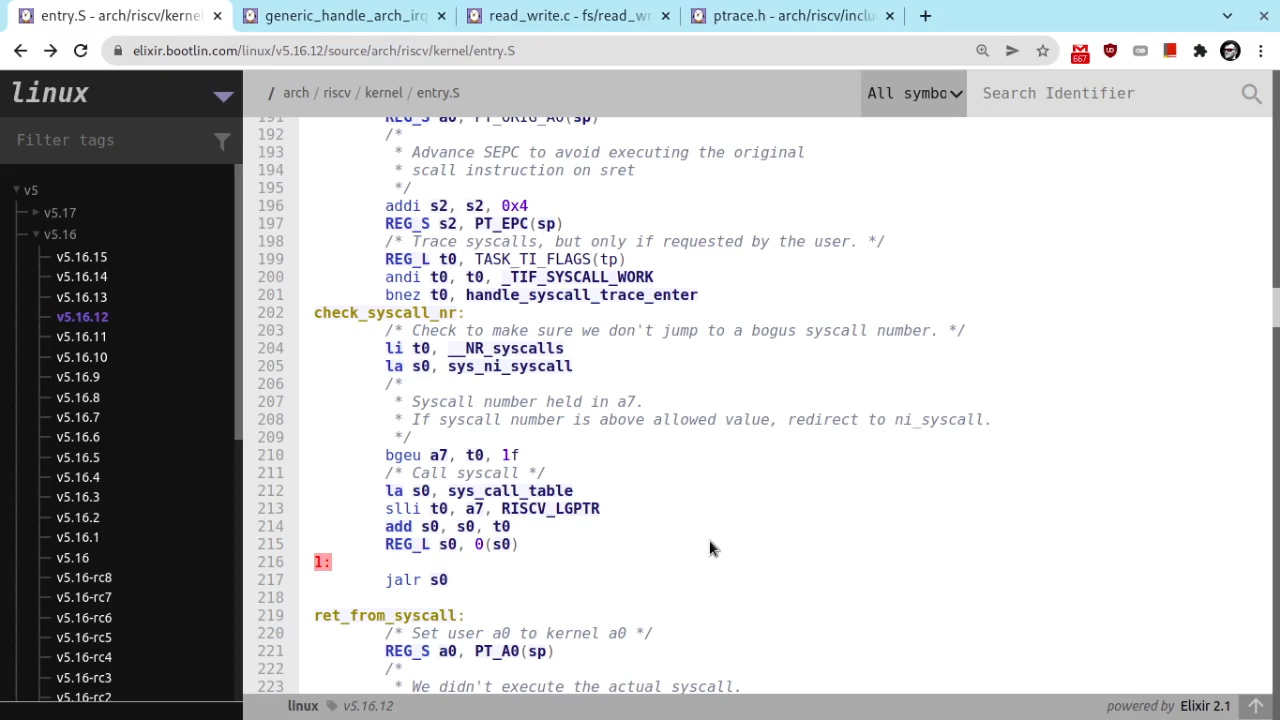 entry.S - arch/riscv/kernel
generic_handle_arch_irq
read_write.c - fs/read_wr
ptrace.h - arch/riscv/inclu
elixir.bootlin.com/linux/v5.16.12/source/arch/riscv/kernel/entry.S
667
linux
/ arch / riscv / kernel / entry.S
All symbo
Search Identifier
Filter tags
v5
v5.17
v5.16
v5.16.15
v5.16.14
v5.16.13
v5.16.12
v5.16.11
v5.16.10
v5.16.9
v5.16.8
v5.16.7
v5.16.6
v5.16.5
v5.16.4
v5.16.3
v5.16.2
v5.16.1
v5.16
v5.16-rc8
v5.16-rc7
v5.16-rc6
v5.16-rc5
v5.16-rc4
v5.16-rc3
v5.16-rc2
191 REG_S a0, PT_ORIG_A0(sp)
192 /*
193 * Advance SEPC to avoid executing the original
194 * scall instruction on sret
195 */
196 addi s2, s2, 0x4
197 REG_S s2, PT_EPC(sp)
198 /* Trace syscalls, but only if requested by the user. */
199 REG_L t0, TASK_TI_FLAGS(tp)
200 andi t0, t0, _TIF_SYSCALL_WORK
201 bnez t0, handle_syscall_trace_enter
202 check_syscall_nr:
203 /* Check to make sure we don't jump to a bogus syscall number. */
204 li t0, __NR_syscalls
205 la s0, sys_ni_syscall
206 /*
207 * Syscall number held in a7.
208 * If syscall number is above allowed value, redirect to ni_syscall.
209 */
210 bgeu a7, t0, 1f
211 /* Call syscall */
212 la s0, sys_call_table
213 slli t0, a7, RISCV_LGPTR
214 add s0, s0, t0
215 REG_L s0, 0(s0)
216 1:
217 jalr s0
218
219 ret_from_syscall:
220 /* Set user a0 to kernel a0 */
221 REG_S a0, PT_A0(sp)
222 /*
223 * We didn't execute the actual syscall.
linux v5.16.12
powered by Elixir 2.1